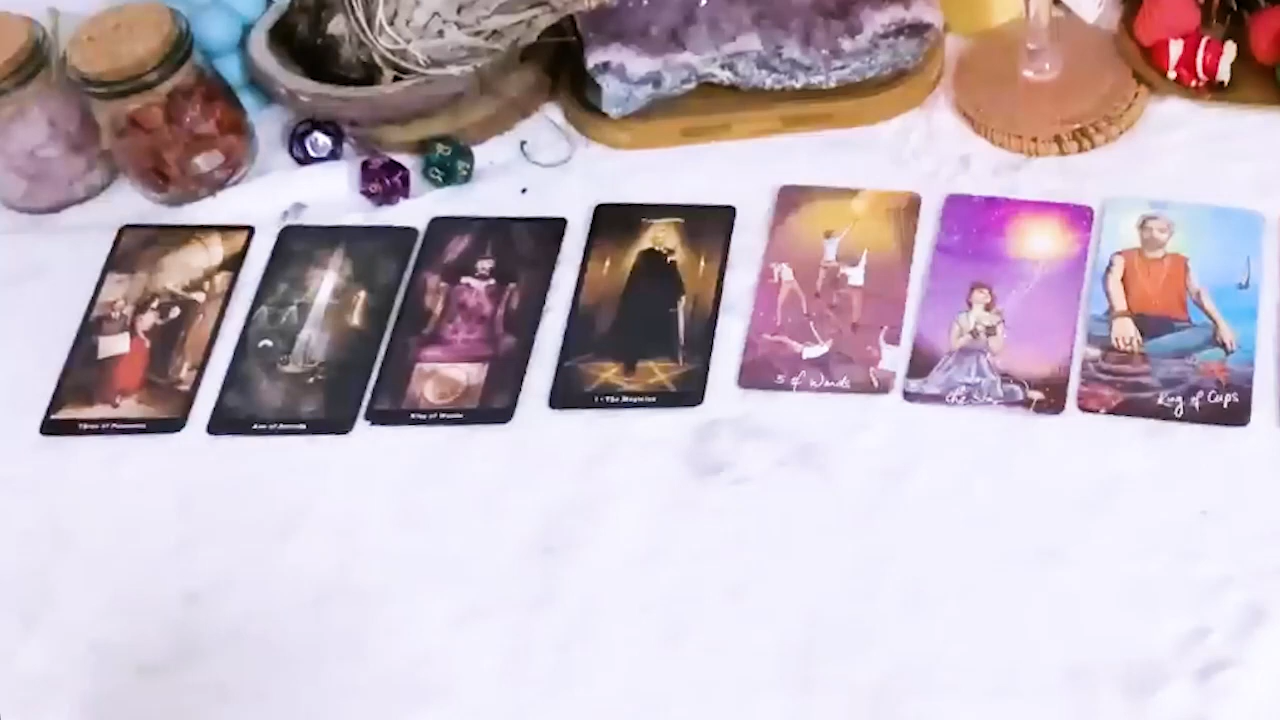 Three of Pentacles
Ace of Swords
King of Wands
I • The Magician
5 of Wands
the Star
King of Cups